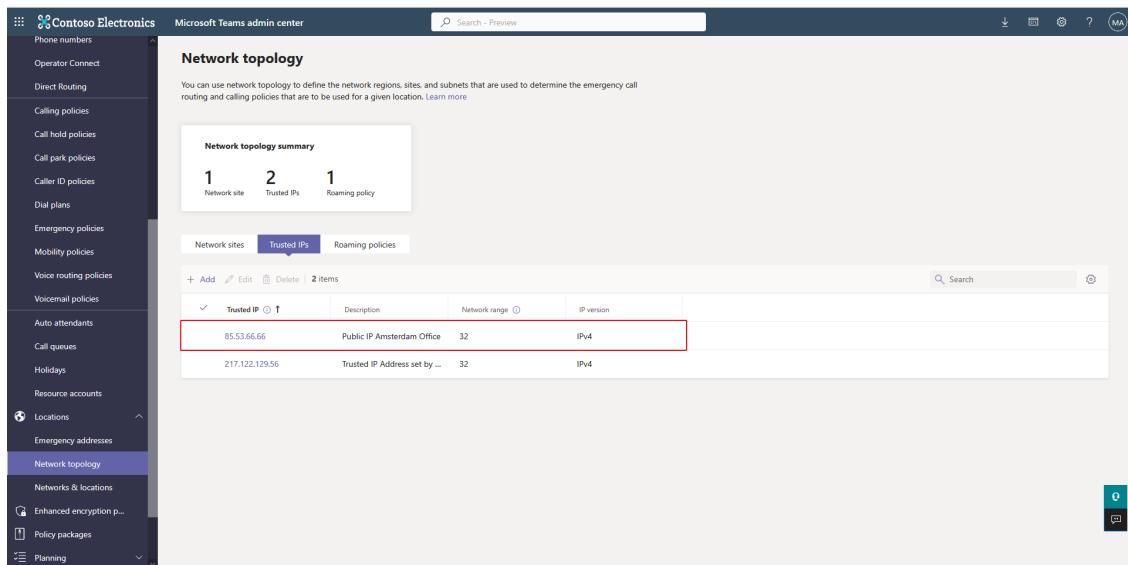 Contoso Electronics
Microsoft Teams admin center
Search - Preview
MA
Phone numbers
Operator Connect
Direct Routing
Calling policies
Call hold policies
Call park policies
Caller ID policies
Dial plans
Emergency policies
Mobility policies
Voice routing policies
Voicemail policies
Auto attendants
Call queues
Holidays
Resource accounts
Locations
Emergency addresses
Network topology
Networks & locations
Enhanced encryption p...
Policy packages
Planning
Network topology
You can use network topology to define the network regions, sites, and subnets that are used to determine the emergency call
routing and calling policies that are to be used for a given location. Learn more
Network topology summary
1 2 1
Network site Trusted IPs Roaming policy
Network sites Trusted IPs Roaming policies
+ Add Edit Delete | 2 items Search
Trusted IP ↑ Description Network range IP version
85.53.66.66 Public IP Amsterdam Office 32 IPv4
217.122.129.56 Trusted IP Address set by ... 32 IPv4